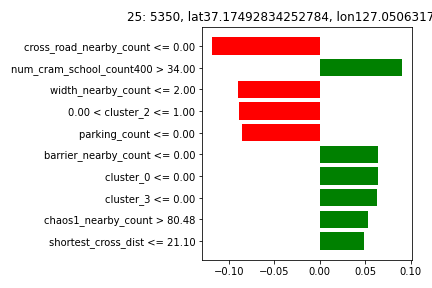 25: 5350, lat37.17492834252784, lon127.0506317
cross_road_nearby_count <= 0.00
num_cram_school_count400 > 34.00
width_nearby_count <= 2.00
0.00 < cluster_2 <= 1.00
parking_count <= 0.00
barrier_nearby_count <= 0.00
cluster_0 <= 0.00
cluster_3 <= 0.00
chaos1_nearby_count > 80.48
shortest_cross_dist <= 21.10
−0.10 −0.05 0.00 0.05 0.10